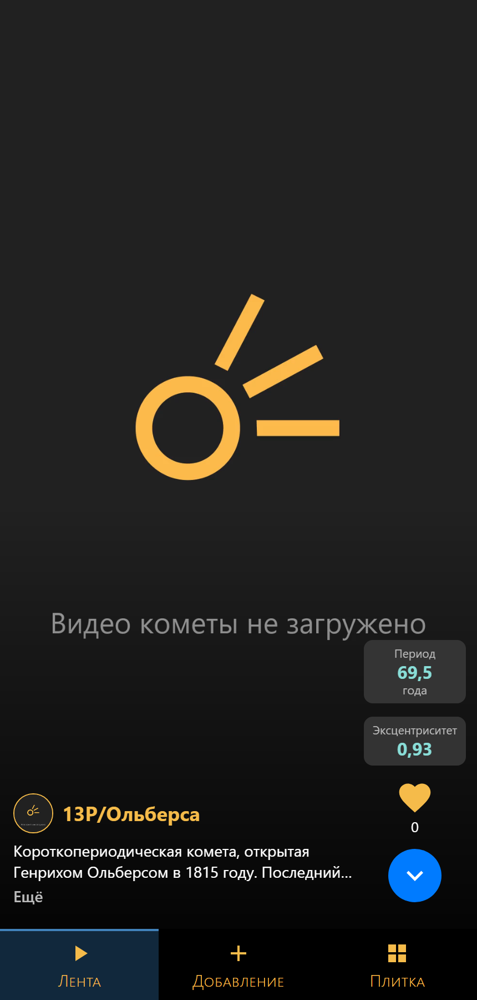 Видео кометы не загружено
Период
69,5
года
Эксцентриситет
0,93
0
13P/Ольберса
Короткопериодическая комета, открытая
Генрихом Ольберсом в 1815 году. Последний...
Ещё
Лента
Добавление
Плитка